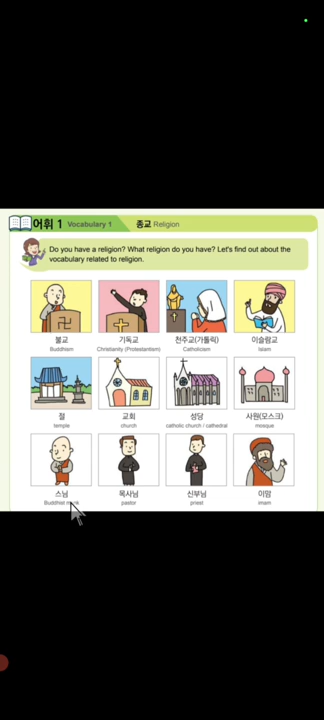 어휘 1 Vocabulary 1 종교 Religion
Do you have a religion? What religion do you have? Let's find out about the
vocabulary related to religion.
불교 기독교 천주교(가톨릭) 이슬람교
Buddhism Christianity (Protestantism) Catholicism Islam
절 교회 성당 사원(모스크)
temple church catholic church / cathedral mosque
스님 목사님 신부님 이맘
Buddhist monk pastor priest imam